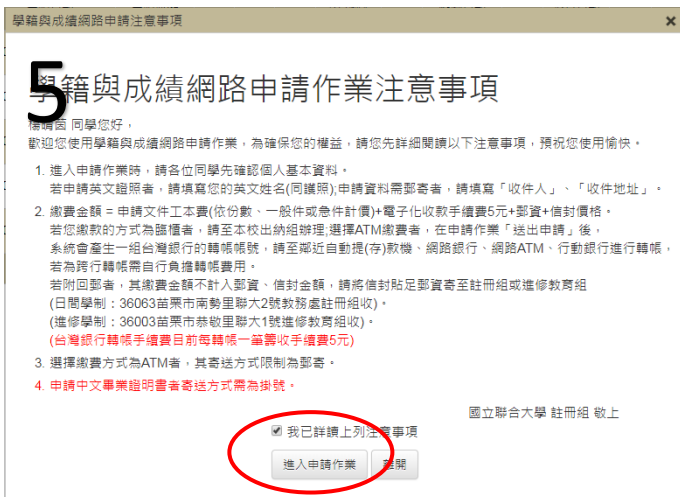 學籍與成績網路申請注意事項
×
5
學籍與成績網路申請作業注意事項
楊晴茵 同學您好，
歡迎您使用學籍與成績網路申請作業，為確保您的權益，請您先詳細閱讀以下注意事項，預祝您使用愉快。
1. 進入申請作業時，請各位同學先確認個人基本資料。
若申請英文證照者，請填寫您的英文姓名(同護照);申請資料需郵寄者，請填寫「收件人」、「收件地址」。
2. 繳費金額 = 申請文件工本費(依份數、一般件或急件計價)+電子化收款手續費5元+郵資+信封價格。
若您繳款的方式為臨櫃者，請至本校出納組辦理;選擇ATM繳費者，在申請作業「送出申請」後，
系統會產生一組台灣銀行的轉帳帳號，請至鄰近自動提(存)款機、網路銀行、網路ATM、行動銀行進行轉帳，
若為跨行轉帳需自行負擔轉帳費用。
若附回郵者，其繳費金額不計入郵資、信封金額，請將信封貼足郵資寄至註冊組或進修教育組
(日間學制：36063苗栗市南勢里聯大2號教務處註冊組收)。
(進修學制：36003苗栗市恭敬里聯大1號進修教育組收)。
(台灣銀行轉帳手續費目前每轉帳一筆需收手續費5元)
3. 選擇繳費方式為ATM者，其寄送方式限制為郵寄。
4. 申請中文畢業證明書者寄送方式需為掛號。
國立聯合大學 註冊組 敬上
我已詳讀上列注意事項
進入申請作業
離開